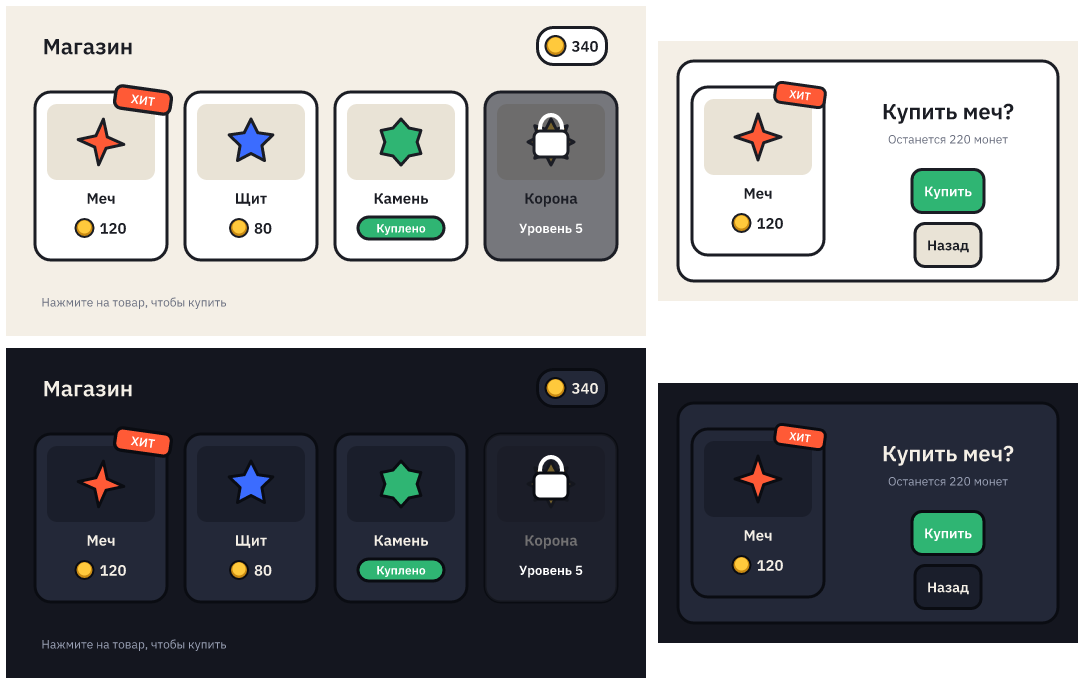 Магазин
340
ХИТ
Меч
120
Щит
80
Камень
Куплено
Корона
Уровень 5
Нажмите на товар, чтобы купить
ХИТ
Меч
120
Купить меч?
Останется 220 монет
Купить
Назад
Магазин
340
ХИТ
Меч
120
Щит
80
Камень
Куплено
Корона
Уровень 5
Нажмите на товар, чтобы купить
ХИТ
Меч
120
Купить меч?
Останется 220 монет
Купить
Назад